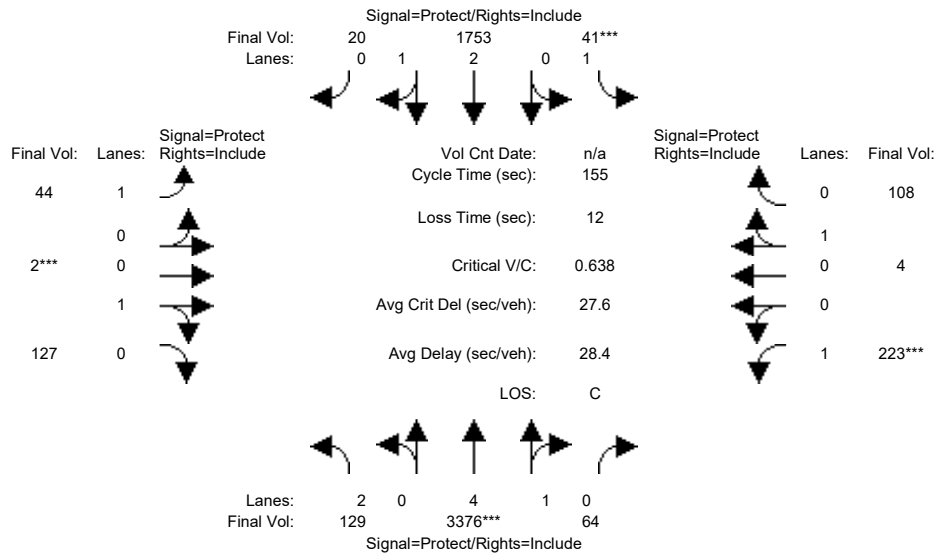 Signal=Protect/Rights=Include
Final Vol: 20 1753 41***
Lanes: 0 1 2 0 1
Signal=Protect
Final Vol: Lanes: Rights=Include
Vol Cnt Date: n/a
Signal=Protect
Rights=Include Lanes: Final Vol:
Cycle Time (sec): 155
44 1
0 108
Loss Time (sec): 12
0
1
2*** 0
Critical V/C: 0.638
0 4
1
Avg Crit Del (sec/veh): 27.6
0
127 0
Avg Delay (sec/veh): 28.4
1 223***
LOS: C
Lanes: 2 0 4 1 0
Final Vol: 129 3376*** 64
Signal=Protect/Rights=Include